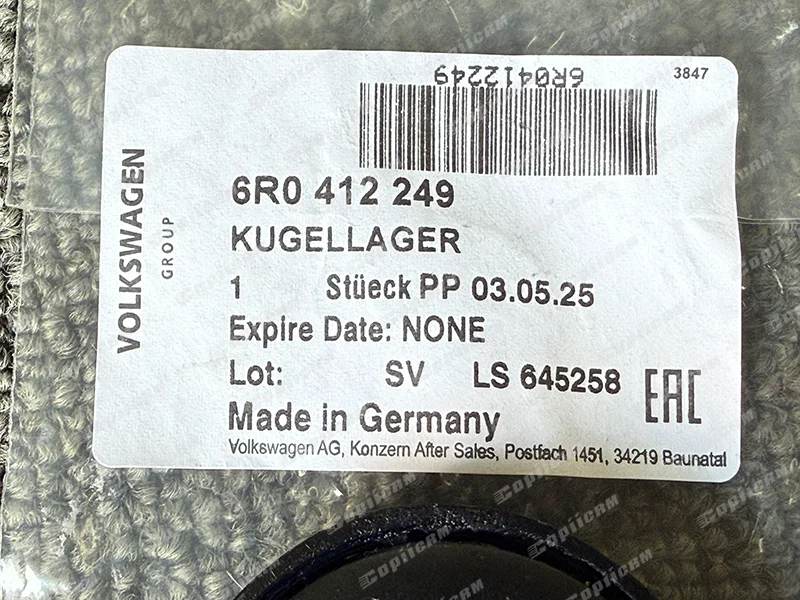 6R0412249
3847
VOLKSWAGEN
GROUP
6R0 412 249
KUGELLAGER
1 Stüeck PP 03.05.25
Expire Date: NONE
Lot: SV LS 645258
EAC
Made in Germany
Volkswagen AG, Konzern After Sales, Postfach 1451, 34219 Baunatal
CopiiCRM